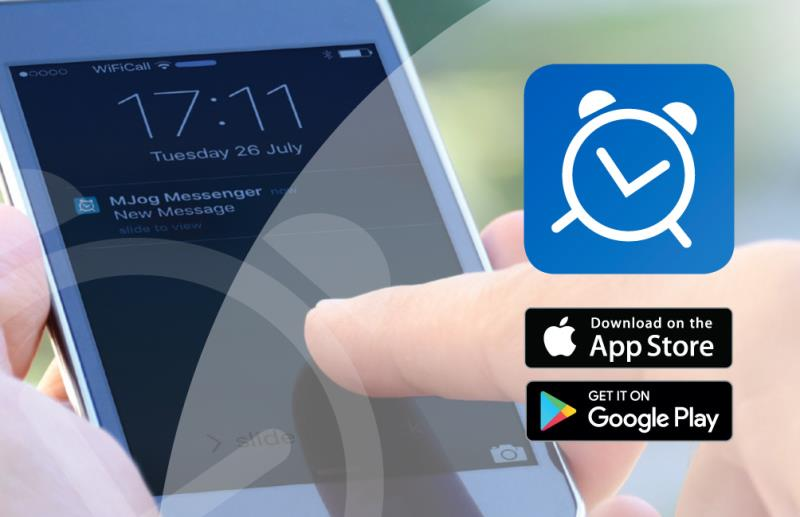 WiFiCall
17:11
Tuesday 26 July
MJog Messenger now
New Message
slide to view
slide
Download on the
App Store
GET IT ON
Google Play